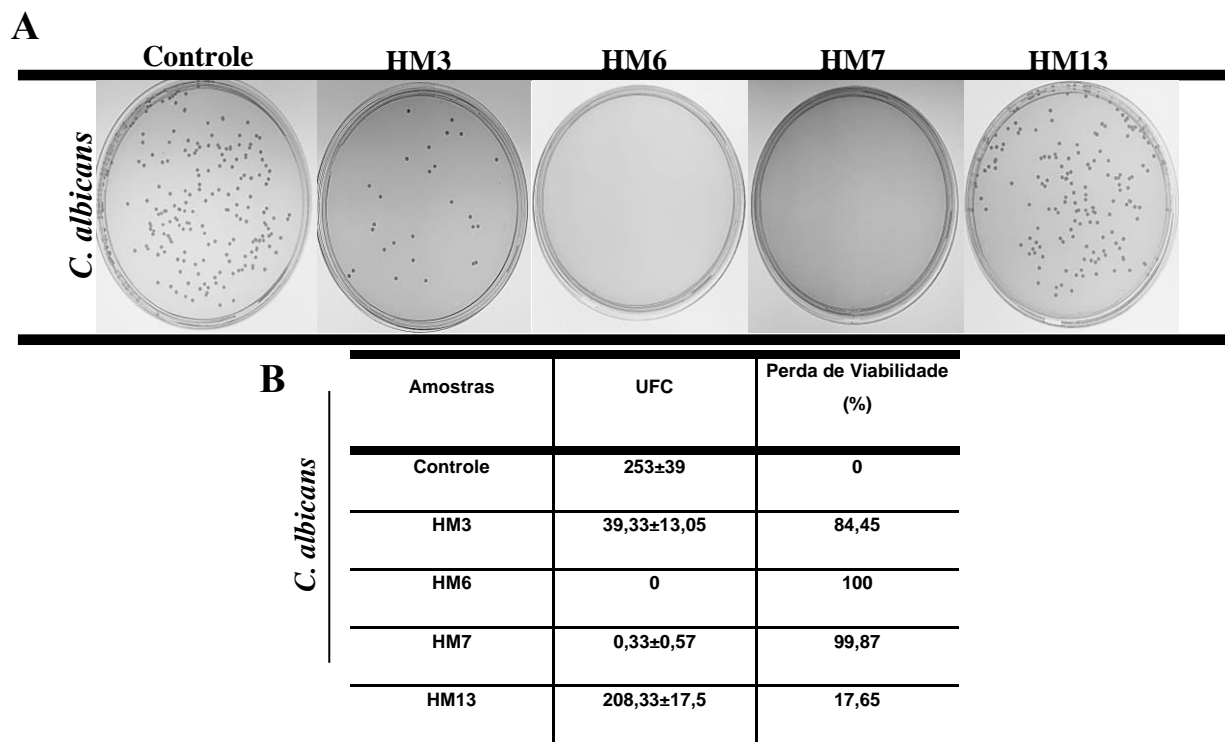 A
Controle HM3 HM6 HM7 HM13
C. albicans
B
C. albicans
Amostras UFC Perda de Viabilidade (%)
Controle 253±39 0
HM3 39,33±13,05 84,45
HM6 0 100
HM7 0,33±0,57 99,87
HM13 208,33±17,5 17,65